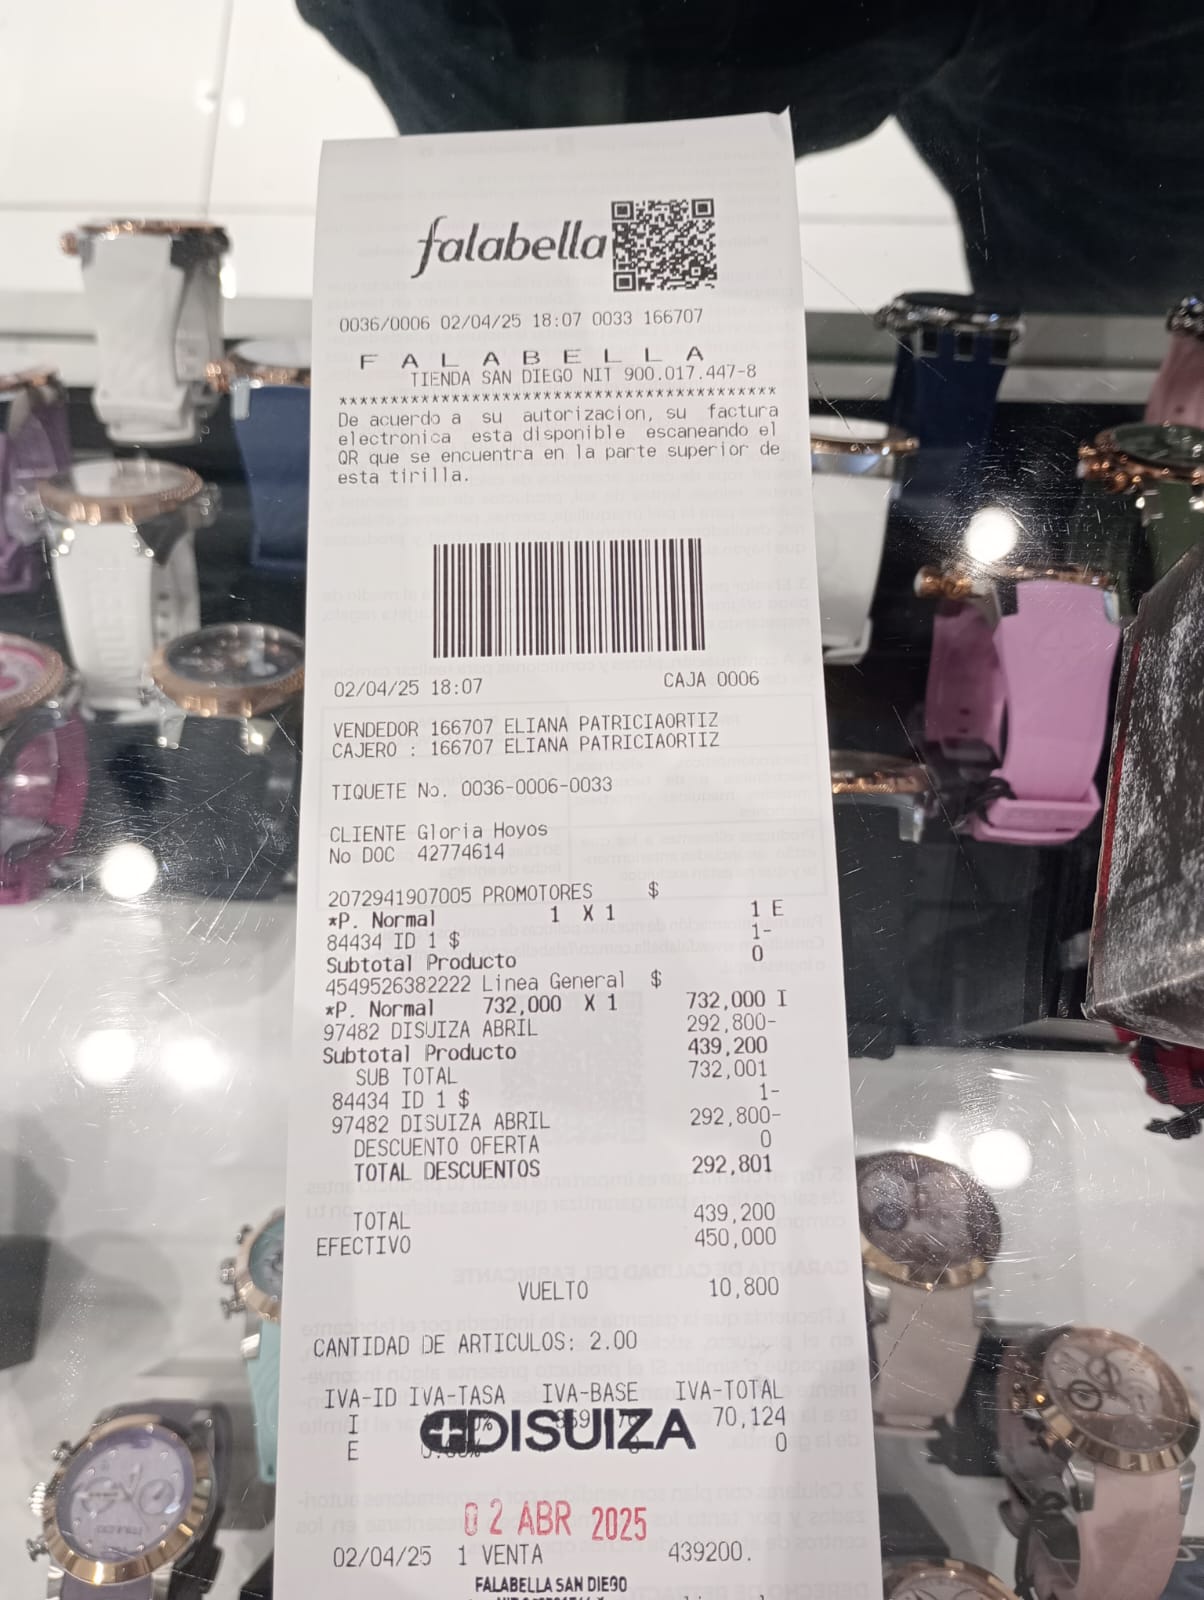 falabella
0036/0006 02/04/25 18:07 0033 166707
F A L A B E L L A
TIENDA SAN DIEGO NIT 900.017.447-8
******************************************
De acuerdo a su autorizacion, su factura
electronica esta disponible escaneando el
QR que se encuentra en la parte superior de
esta tirilla.
02/04/25 18:07 CAJA 0006
VENDEDOR 166707 ELIANA PATRICIAORTIZ
CAJERO : 166707 ELIANA PATRICIAORTIZ
TIQUETE No. 0036-0006-0033
CLIENTE Gloria Hoyos
No DOC 42774614
2072941907005 PROMOTORES $
*P. Normal 1 X 1 1 E
84434 ID 1 $ 1-
Subtotal Producto 0
4549526382222 Linea General $
*P. Normal 732,000 X 1 732,000 I
97482 DISUIZA ABRIL 292,800-
Subtotal Producto 439,200
SUB TOTAL 732,001
84434 ID 1 $ 1-
97482 DISUIZA ABRIL 292,800-
DESCUENTO OFERTA 0
TOTAL DESCUENTOS 292,801
TOTAL 439,200
EFECTIVO 450,000
VUELTO 10,800
CANTIDAD DE ARTICULOS: 2.00
IVA-ID IVA-TASA IVA-BASE IVA-TOTAL
I 70,124
E 0
DISUIZA
02 ABR 2025
02/04/25 1 VENTA 439200.
FALABELLA SAN DIEGO